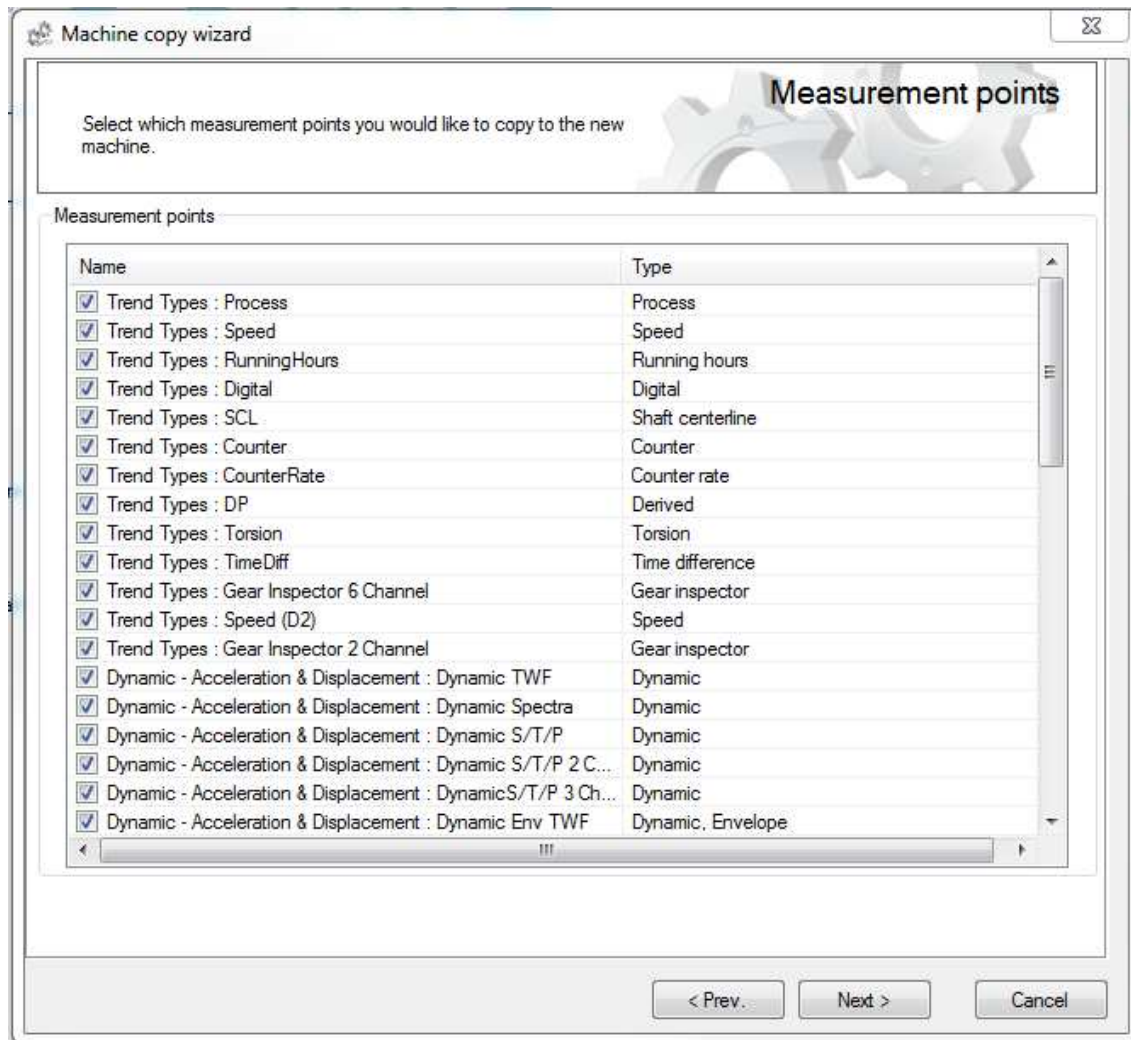 Machine copy wizard
Measurement points
Select which measurement points you would like to copy to the new
machine.
Measurement points
Name Type
Trend Types : Process Process
Trend Types : Speed Speed
Trend Types : RunningHours Running hours
Trend Types : Digital Digital
Trend Types : SCL Shaft centerline
Trend Types : Counter Counter
Trend Types : CounterRate Counter rate
Trend Types : DP Derived
Trend Types : Torsion Torsion
Trend Types : TimeDiff Time difference
Trend Types : Gear Inspector 6 Channel Gear inspector
Trend Types : Speed (D2) Speed
Trend Types : Gear Inspector 2 Channel Gear inspector
Dynamic - Acceleration & Displacement : Dynamic TWF Dynamic
Dynamic - Acceleration & Displacement : Dynamic Spectra Dynamic
Dynamic - Acceleration & Displacement : Dynamic S/T/P Dynamic
Dynamic - Acceleration & Displacement : Dynamic S/T/P 2 C... Dynamic
Dynamic - Acceleration & Displacement : DynamicS/T/P 3 Ch... Dynamic
Dynamic - Acceleration & Displacement : Dynamic Env TWF Dynamic, Envelope
< Prev. Next > Cancel